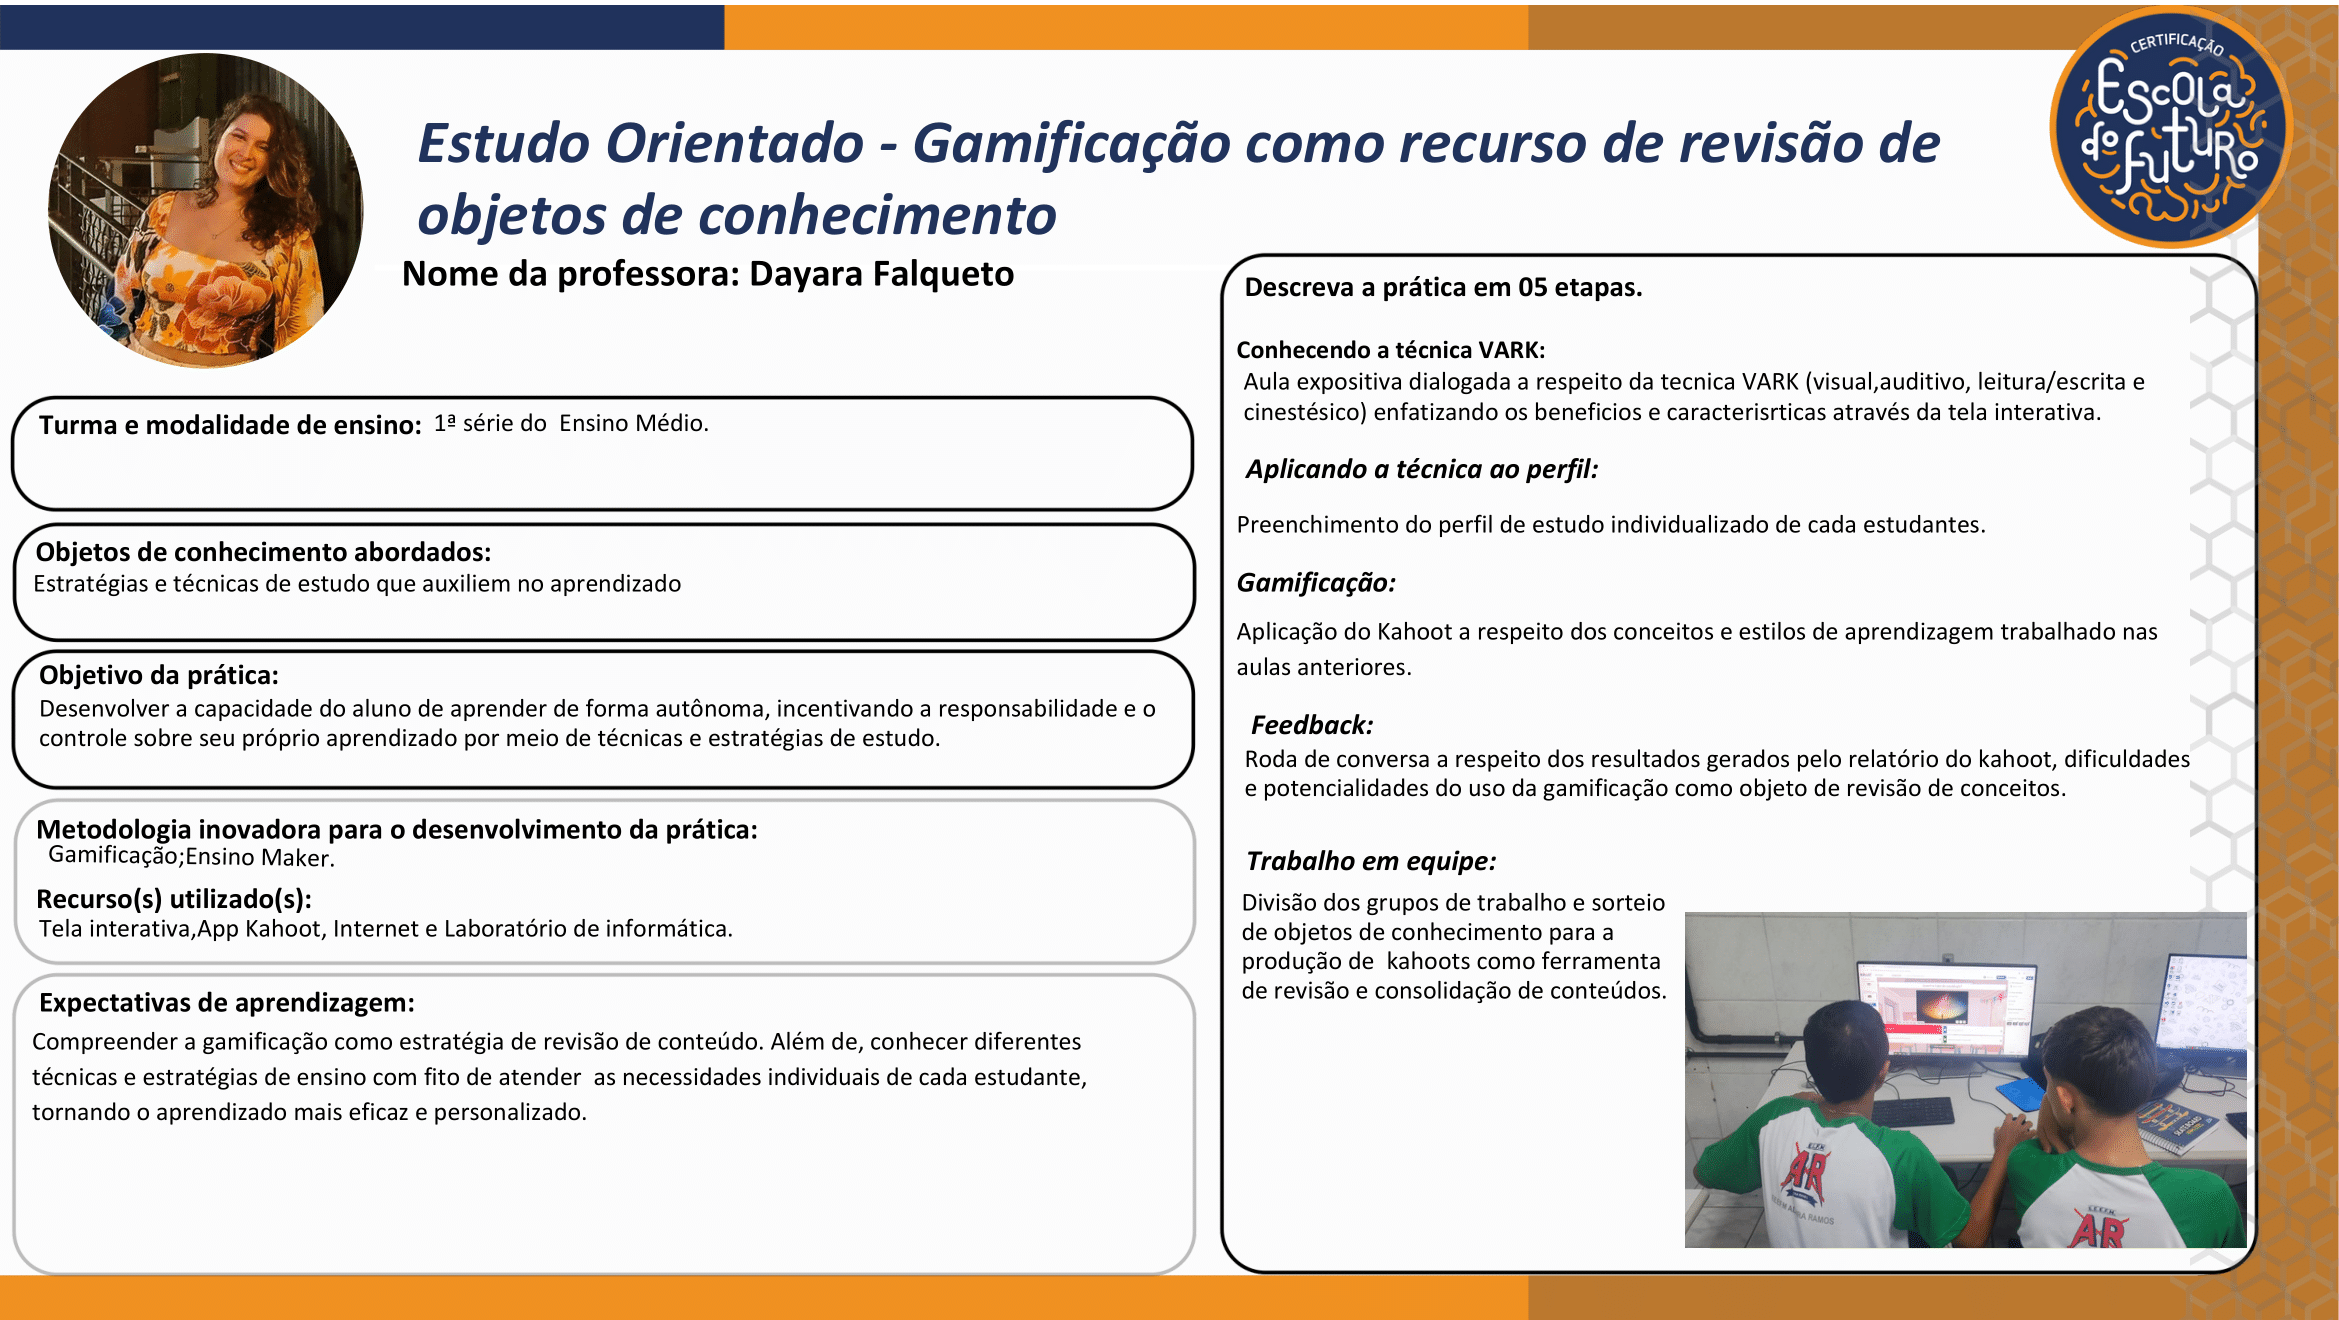 CERTIFICAÇÃO
Escola
do
futuro
Estudo Orientado - Gamificação como recurso de revisão de
objetos de conhecimento
Nome da professora: Dayara Falqueto
Turma e modalidade de ensino: 1ª série do  Ensino Médio.
Objetos de conhecimento abordados:
Estratégias e técnicas de estudo que auxiliem no aprendizado
Objetivo da prática:
Desenvolver a capacidade do aluno de aprender de forma autônoma, incentivando a responsabilidade e o
controle sobre seu próprio aprendizado por meio de técnicas e estratégias de estudo.
Metodologia inovadora para o desenvolvimento da prática:
Gamificação;Ensino Maker.
Recurso(s) utilizado(s):
Tela interativa,App Kahoot, Internet e Laboratório de informática.
Expectativas de aprendizagem:
Compreender a gamificação como estratégia de revisão de conteúdo. Além de, conhecer diferentes
técnicas e estratégias de ensino com fito de atender  as necessidades individuais de cada estudante,
tornando o aprendizado mais eficaz e personalizado.
Descreva a prática em 05 etapas.
Conhecendo a técnica VARK:
Aula expositiva dialogada a respeito da tecnica VARK (visual,auditivo, leitura/escrita e
cinestésico) enfatizando os beneficios e caracterisrticas através da tela interativa.
Aplicando a técnica ao perfil:
Preenchimento do perfil de estudo individualizado de cada estudantes.
Gamificação:
Aplicação do Kahoot a respeito dos conceitos e estilos de aprendizagem trabalhado nas
aulas anteriores.
Feedback:
Roda de conversa a respeito dos resultados gerados pelo relatório do kahoot, dificuldades
e potencialidades do uso da gamificação como objeto de revisão de conceitos.
Trabalho em equipe:
Divisão dos grupos de trabalho e sorteio
de objetos de conhecimento para a
produção de  kahoots como ferramenta
de revisão e consolidação de conteúdos.
AR
RAMOS
AR